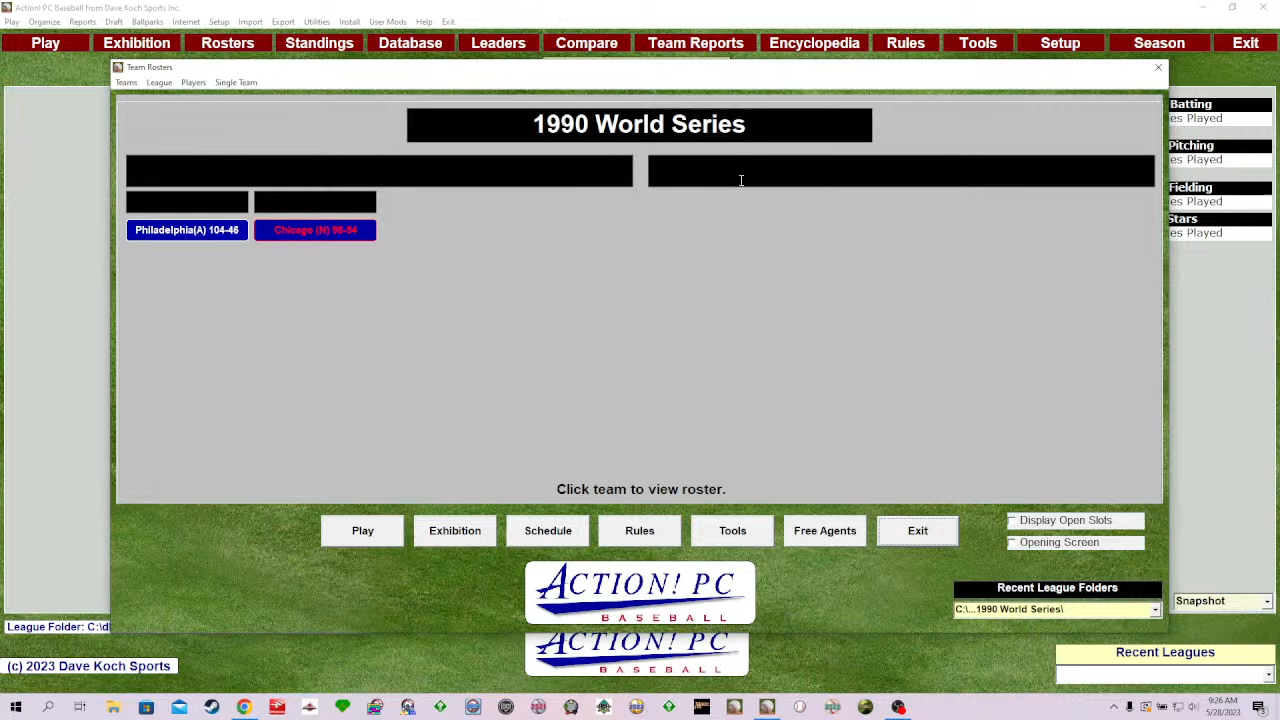 Action! PC Baseball from Dave Koch Sports Inc.
Play Organize Reports Draft Ballparks Internet Setup Import Export Utilities Install User Mods Help Exit
Play Exhibition Rosters Standings Database Leaders Compare Team Reports Encyclopedia Rules Tools Setup Season Exit
Team Rosters
Teams League Players Single Team
1990 World Series
Batting
es Played
Pitching
es Played
Fielding
es Played
Stars
es Played
Philadelphia(A) 104-46 Chicago (N)
Click team to view roster.
Play Exhibition Schedule Rules Tools Free Agents Exit
Display Open Slots
Opening Screen
ACTION! PC
BASEBALL
Recent League Folders
C:\...1990 World Series\
Snapshot
League Folder: C:\dl
ACTION! PC
BASEBALL
(c) 2023 Dave Koch Sports
Recent Leagues
9:26 AM
5/28/2023